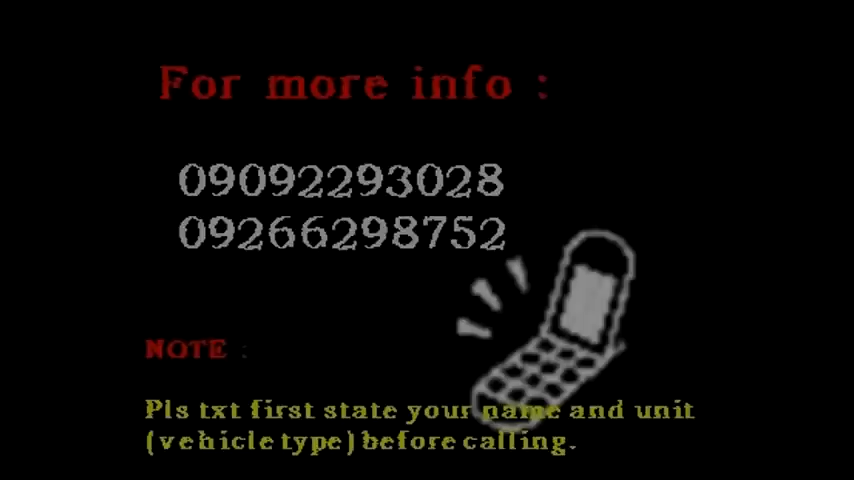 For more info :
09092293028
09266298752
NOTE :
Pls txt first state your name and unit
(vehicle type) before calling.